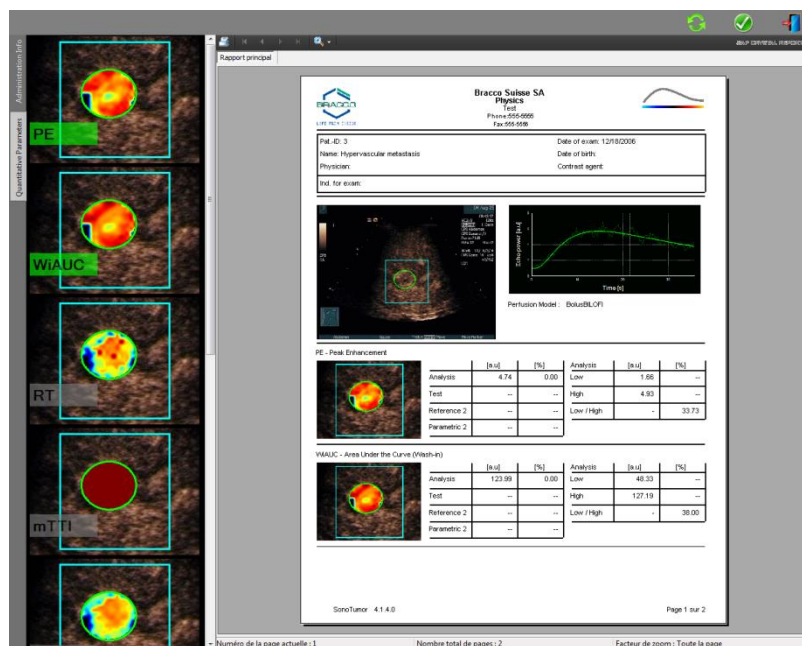 Administration Info
Quantitative Parameters
PE
WiAUC
RT
mTTI
Rapport principal
BRACCO
LIFE FROM INSIDE
Bracco Suisse SA
Physics
Test
Phone:555-5555
Fax:555-5556
Pat.-ID: 3
Date of exam: 12/18/2006
Name: Hypervascular metastasis
Date of birth:
Physician:
Contrast agent:
Ind. for exam:
Echo-power [a.u]
Time [s]
Perfusion Model : BolusBILOFI
PE - Peak Enhancement
[a.u] [%] Analysis [a.u] [%]
Analysis 4.74 0.00 Low 1.66 --
Test -- -- High 4.93 --
Reference 2 -- -- Low / High - 33.73
Parametric 2 -- --
WiAUC - Area Under the Curve (Wash-in)
[a.u] [%] Analysis [a.u] [%]
Analysis 123.99 0.00 Low 48.33 --
Test -- -- High 127.19 --
Reference 2 -- -- Low / High - 38.00
Parametric 2 -- --
SonoTumor 4.1.4.0
Page 1 sur 2
Numéro de la page actuelle : 1
Nombre total de pages : 2
Facteur de zoom : Toute la page